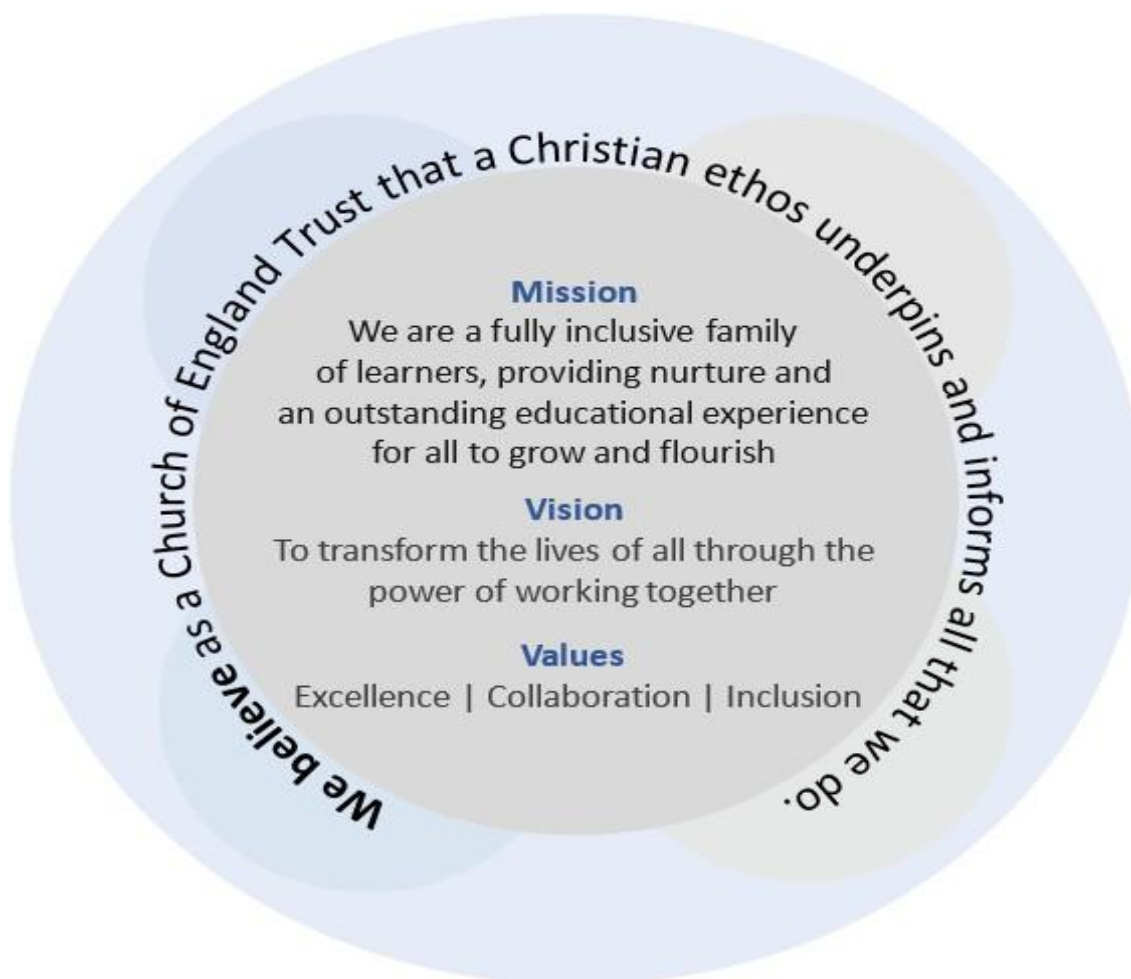 We believe as a Church of England Trust that a Christian ethos underpins and informs all that we do.
Mission
We are a fully inclusive family
of learners, providing nurture and
an outstanding educational experience
for all to grow and flourish
Vision
To transform the lives of all through the
power of working together
Values
Excellence | Collaboration | Inclusion